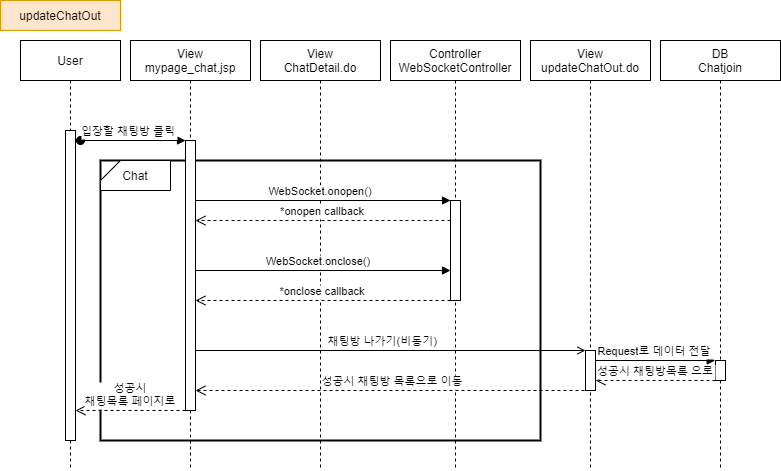 updateChatOut
User
View
mypage_chat.jsp
View
ChatDetail.do
Controller
WebSocketController
View
updateChatOut.do
DB
Chatjoin
입장할 채팅방 클릭
Chat
WebSocket.onopen()
*onopen callback
WebSocket.onclose()
*onclose callback
채팅방 나가기(비동기)
Request로 데이터 전달
성공시 채팅방목록 으로
성공시 채팅방 목록으로 이동
성공시
채팅목록 페이지로